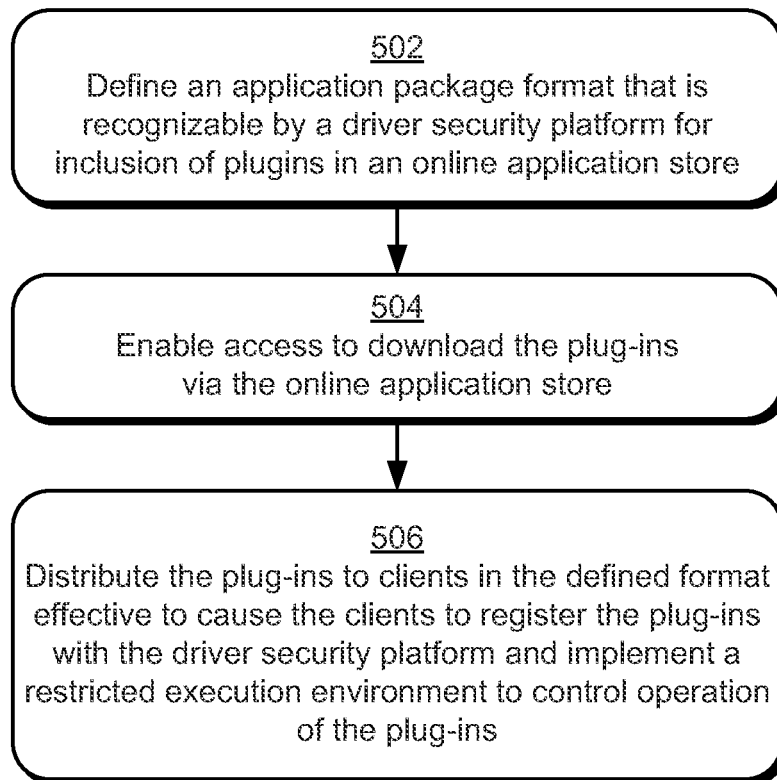 502
Define an application package format that is
recognizable by a driver security platform for
inclusion of plugins in an online application store
504
Enable access to download the plug-ins
via the online application store
506
Distribute the plug-ins to clients in the defined format
effective to cause the clients to register the plug-ins
with the driver security platform and implement a
restricted execution environment to control operation
of the plug-ins